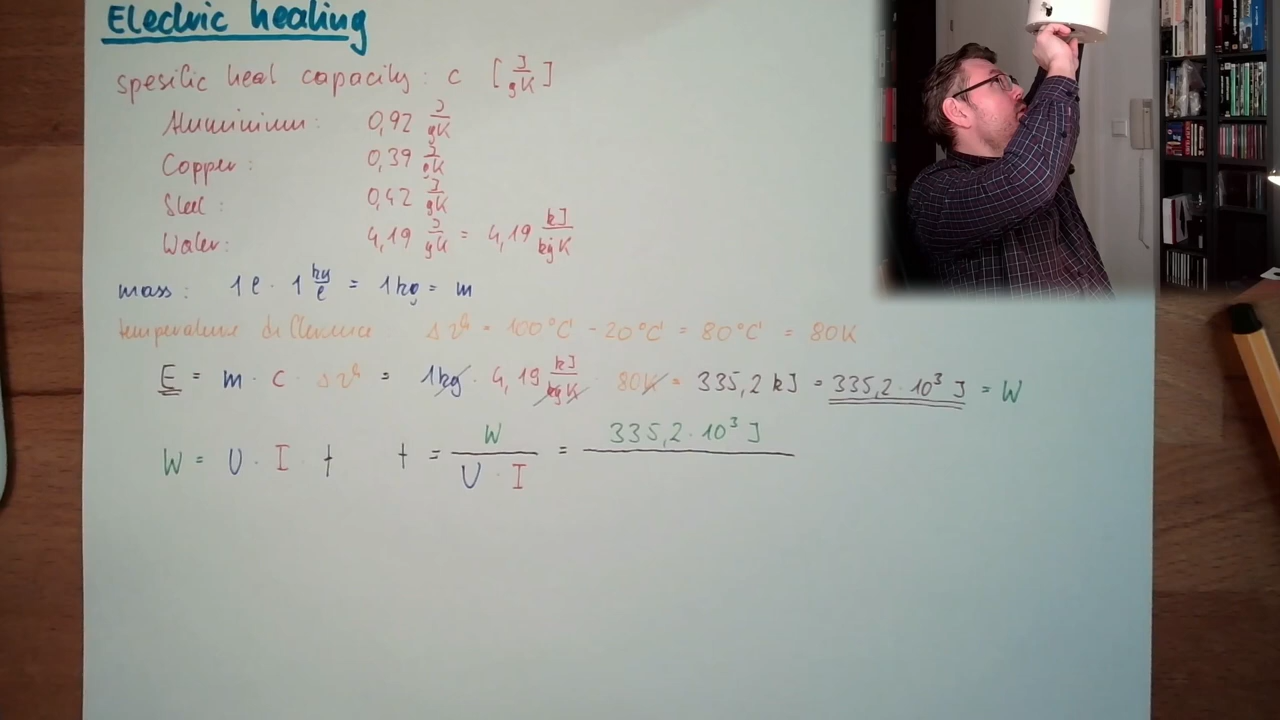 Electric heating
spesific heat capacity: c [J/gK]
Aluminium: 0,92 J/gK
Copper: 0,39 J/gK
Steel: 0,42 J/gK
Water: 4,19 J/gK = 4,19 kJ/kgK
mass: 1 l · 1 kg/l = 1 kg = m
temperature difference Δϑ = 100°C - 20°C = 80°C = 80K
E = m · c · Δϑ = 1kg · 4,19 kJ/kgK 80K = 335,2 kJ = 335,2 · 10³ J = W
W = U · I t t = W/(U · I) = 335,2 · 10³ J